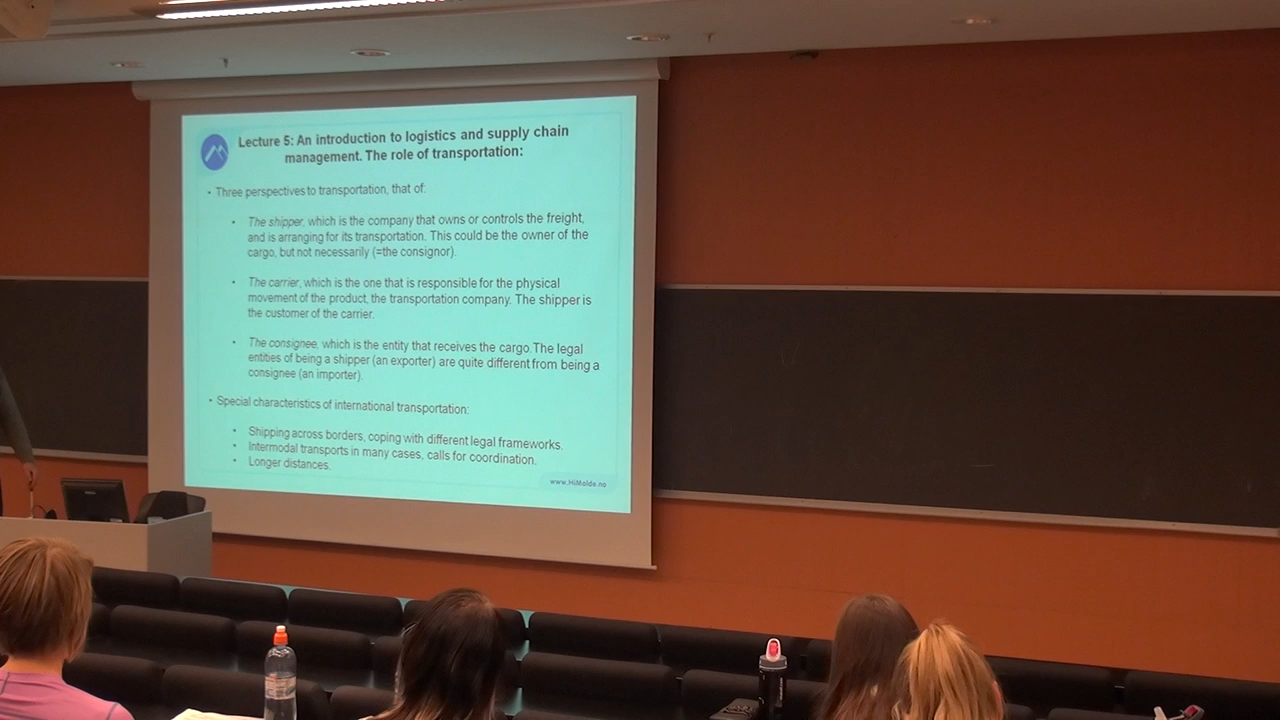 Lecture 5: An introduction to logistics and supply chain
management. The role of transportation:
• Three perspectives to transportation, that of:
• The shipper, which is the company that owns or controls the freight,
and is arranging for its transportation. This could be the owner of the
cargo, but not necessarily (=the consignor).
• The carrier, which is the one that is responsible for the physical
movement of the product, the transportation company. The shipper is
the customer of the carrier.
• The consignee, which is the entity that receives the cargo. The legal
entities of being a shipper (an exporter) are quite different from being a
consignee (an importer).
• Special characteristics of international transportation:
• Shipping across borders, coping with different legal frameworks.
• Intermodal transports in many cases, calls for coordination.
• Longer distances.
www.HiMolde.no